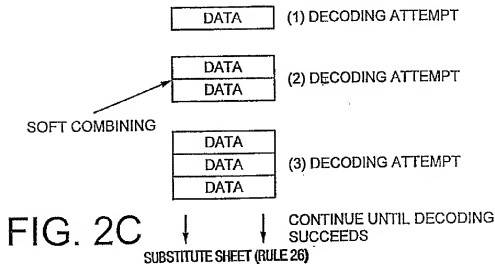 DATA (1) DECODING ATTEMPT
DATA
DATA (2) DECODING ATTEMPT
SOFT COMBINING
DATA
DATA (3) DECODING ATTEMPT
DATA
CONTINUE UNTIL DECODING
SUCCEEDS
FIG. 2C
SUBSTITUTE SHEET (RULE 26)